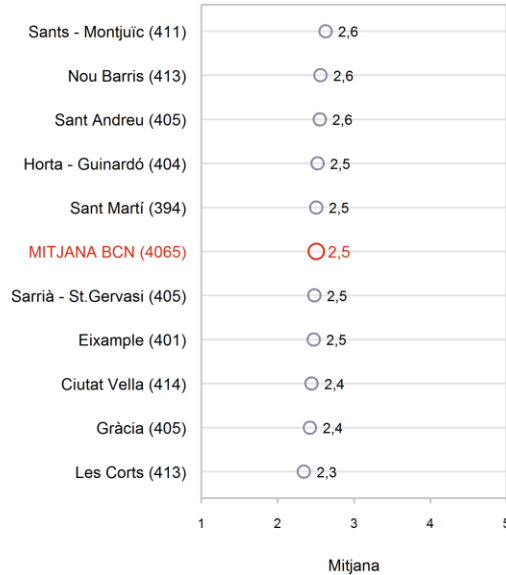 Sants - Montjuïc (411) 2,6
Nou Barris (413) 2,6
Sant Andreu (405) 2,6
Horta - Guinardó (404) 2,5
Sant Martí (394) 2,5
MITJANA BCN (4065) 2,5
Sarrià - St.Gervasi (405) 2,5
Eixample (401) 2,5
Ciutat Vella (414) 2,4
Gràcia (405) 2,4
Les Corts (413) 2,3
1 2 3 4 5
Mitjana